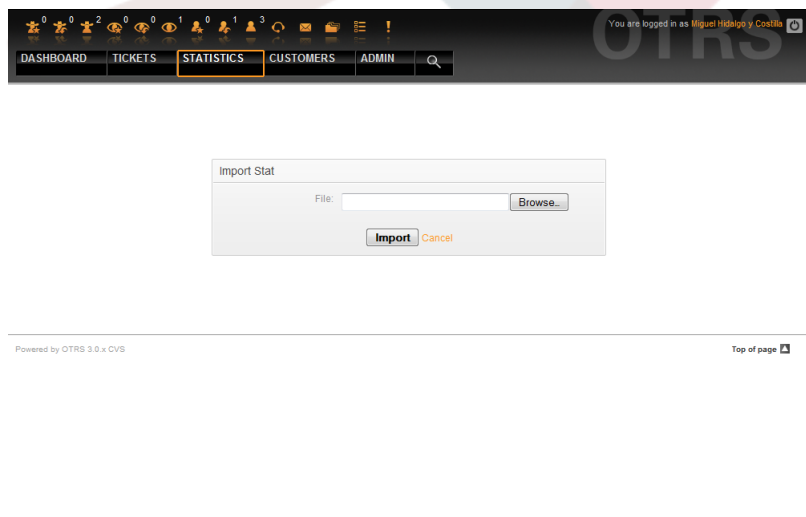 0 0 2 0 0 1 0 1 3
You are logged in as Miguel Hidalgo y Costilla
OTRS
DASHBOARD TICKETS STATISTICS CUSTOMERS ADMIN
Import Stat
File: Browse..
Import Cancel
Powered by OTRS 3.0.x CVS Top of page